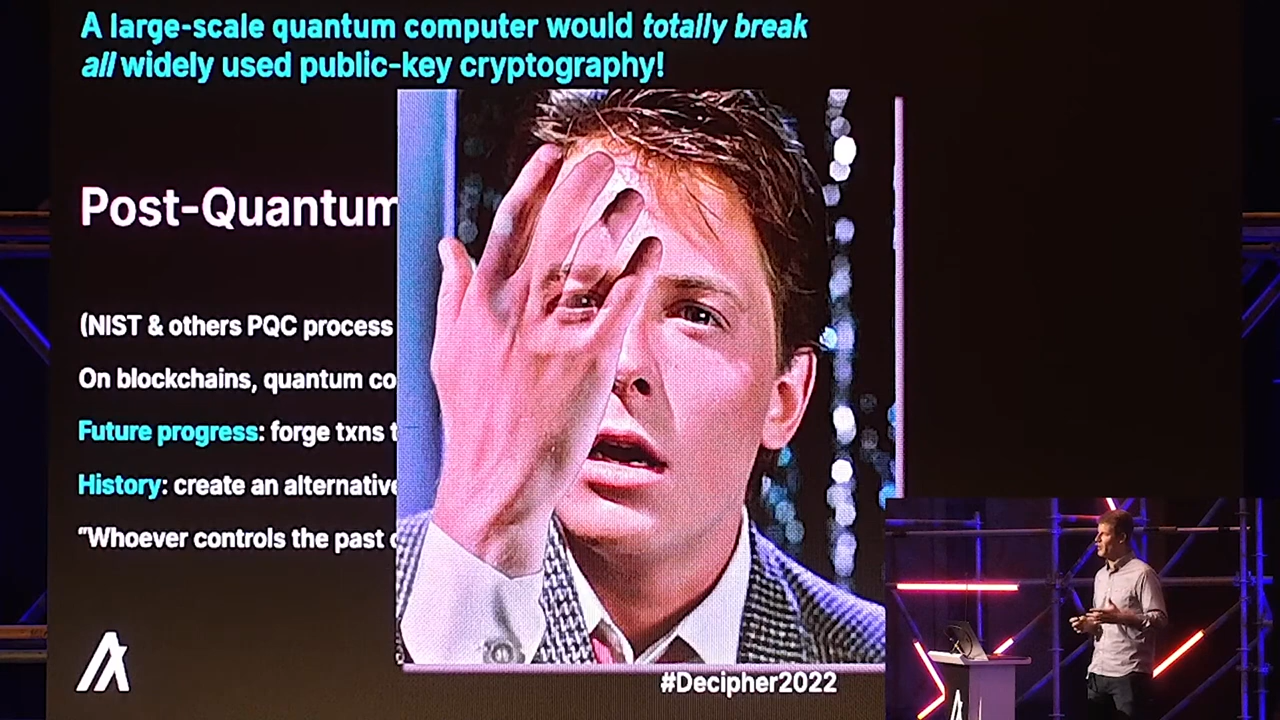 A large-scale quantum computer would totally break
all widely used public-key cryptography!
Post-Quantum
(NIST & others PQC process
On blockchains, quantum co
Future progress: forge txns t
History: create an alternative
“Whoever controls the past c
#Decipher2022